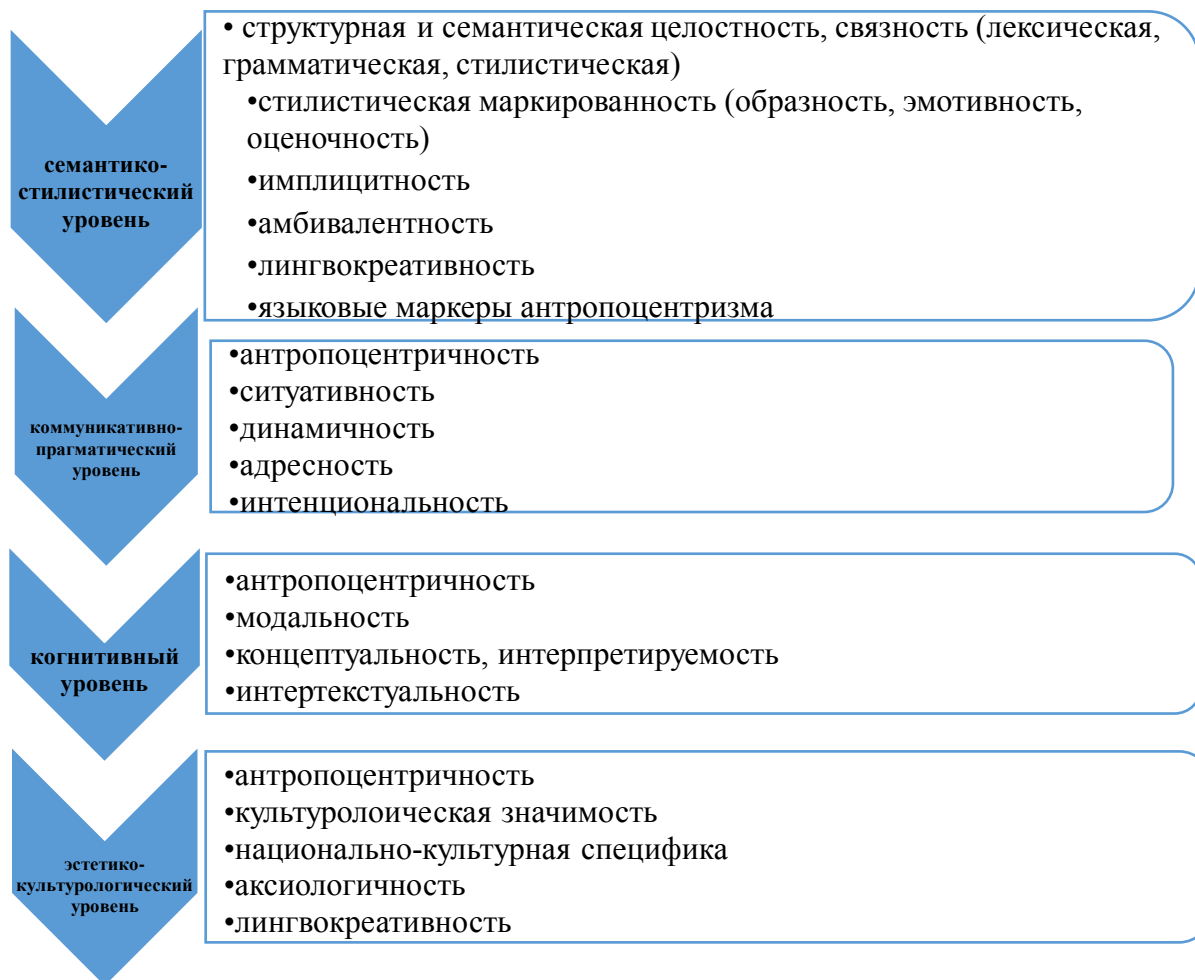 • структурная и семантическая целостность, связность (лексическая,
грамматическая, стилистическая)
•стилистическая маркированность (образность, эмотивность,
оценочность)
•имплицитность
•амбивалентность
•лингвокреативность
•языковые маркеры антропоцентризма
семантико-
стилистический
уровень
•антропоцентричность
•ситуативность
•динамичность
•адресность
•интенциональность
коммуникативно-
прагматический
уровень
•антропоцентричность
•модальность
•концептуальность, интерпретируемость
•интертекстуальность
когнитивный
уровень
•антропоцентричность
•культуролоическая значимость
•национально-культурная специфика
•аксиологичность
•лингвокреативность
эстетико-
культурологический
уровень